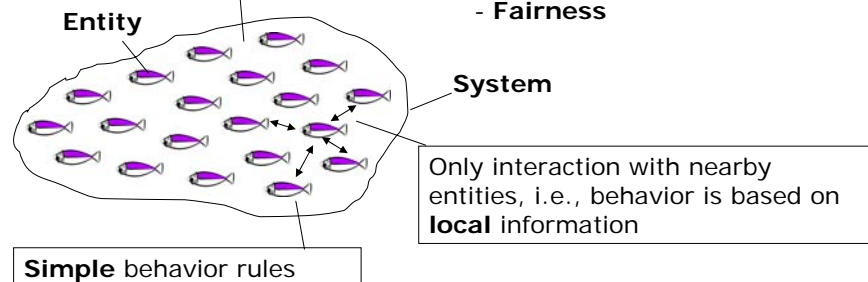 - Fairness
Entity
System
Only interaction with nearby
entities, i.e., behavior is based on
local information
Simple behavior rules